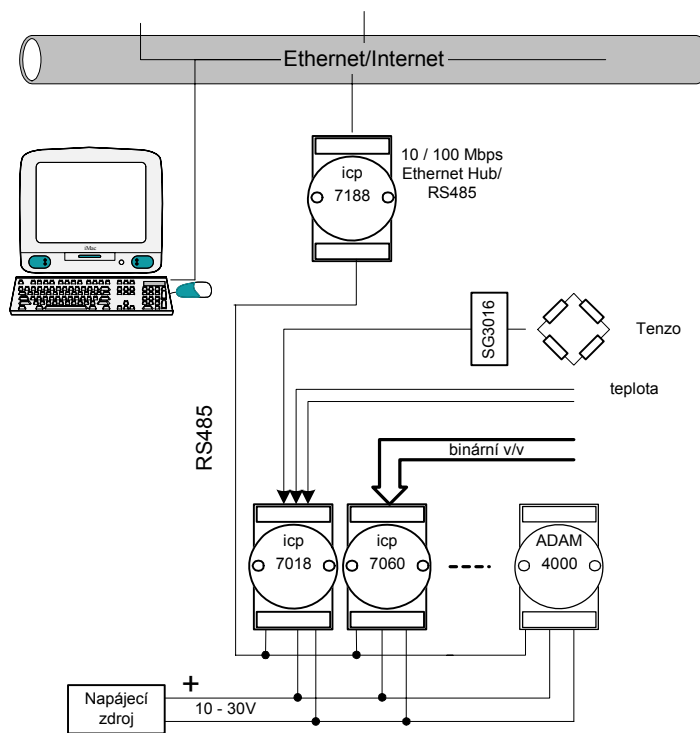 Ethernet/Internet
icp
7188
10 / 100 Mbps
Ethernet Hub/
RS485
iMac
SG3016
Tenzo
teplota
RS485
binární v/v
icp
7018
icp
7060
ADAM
4000
+
Napájecí
zdroj
10 - 30V